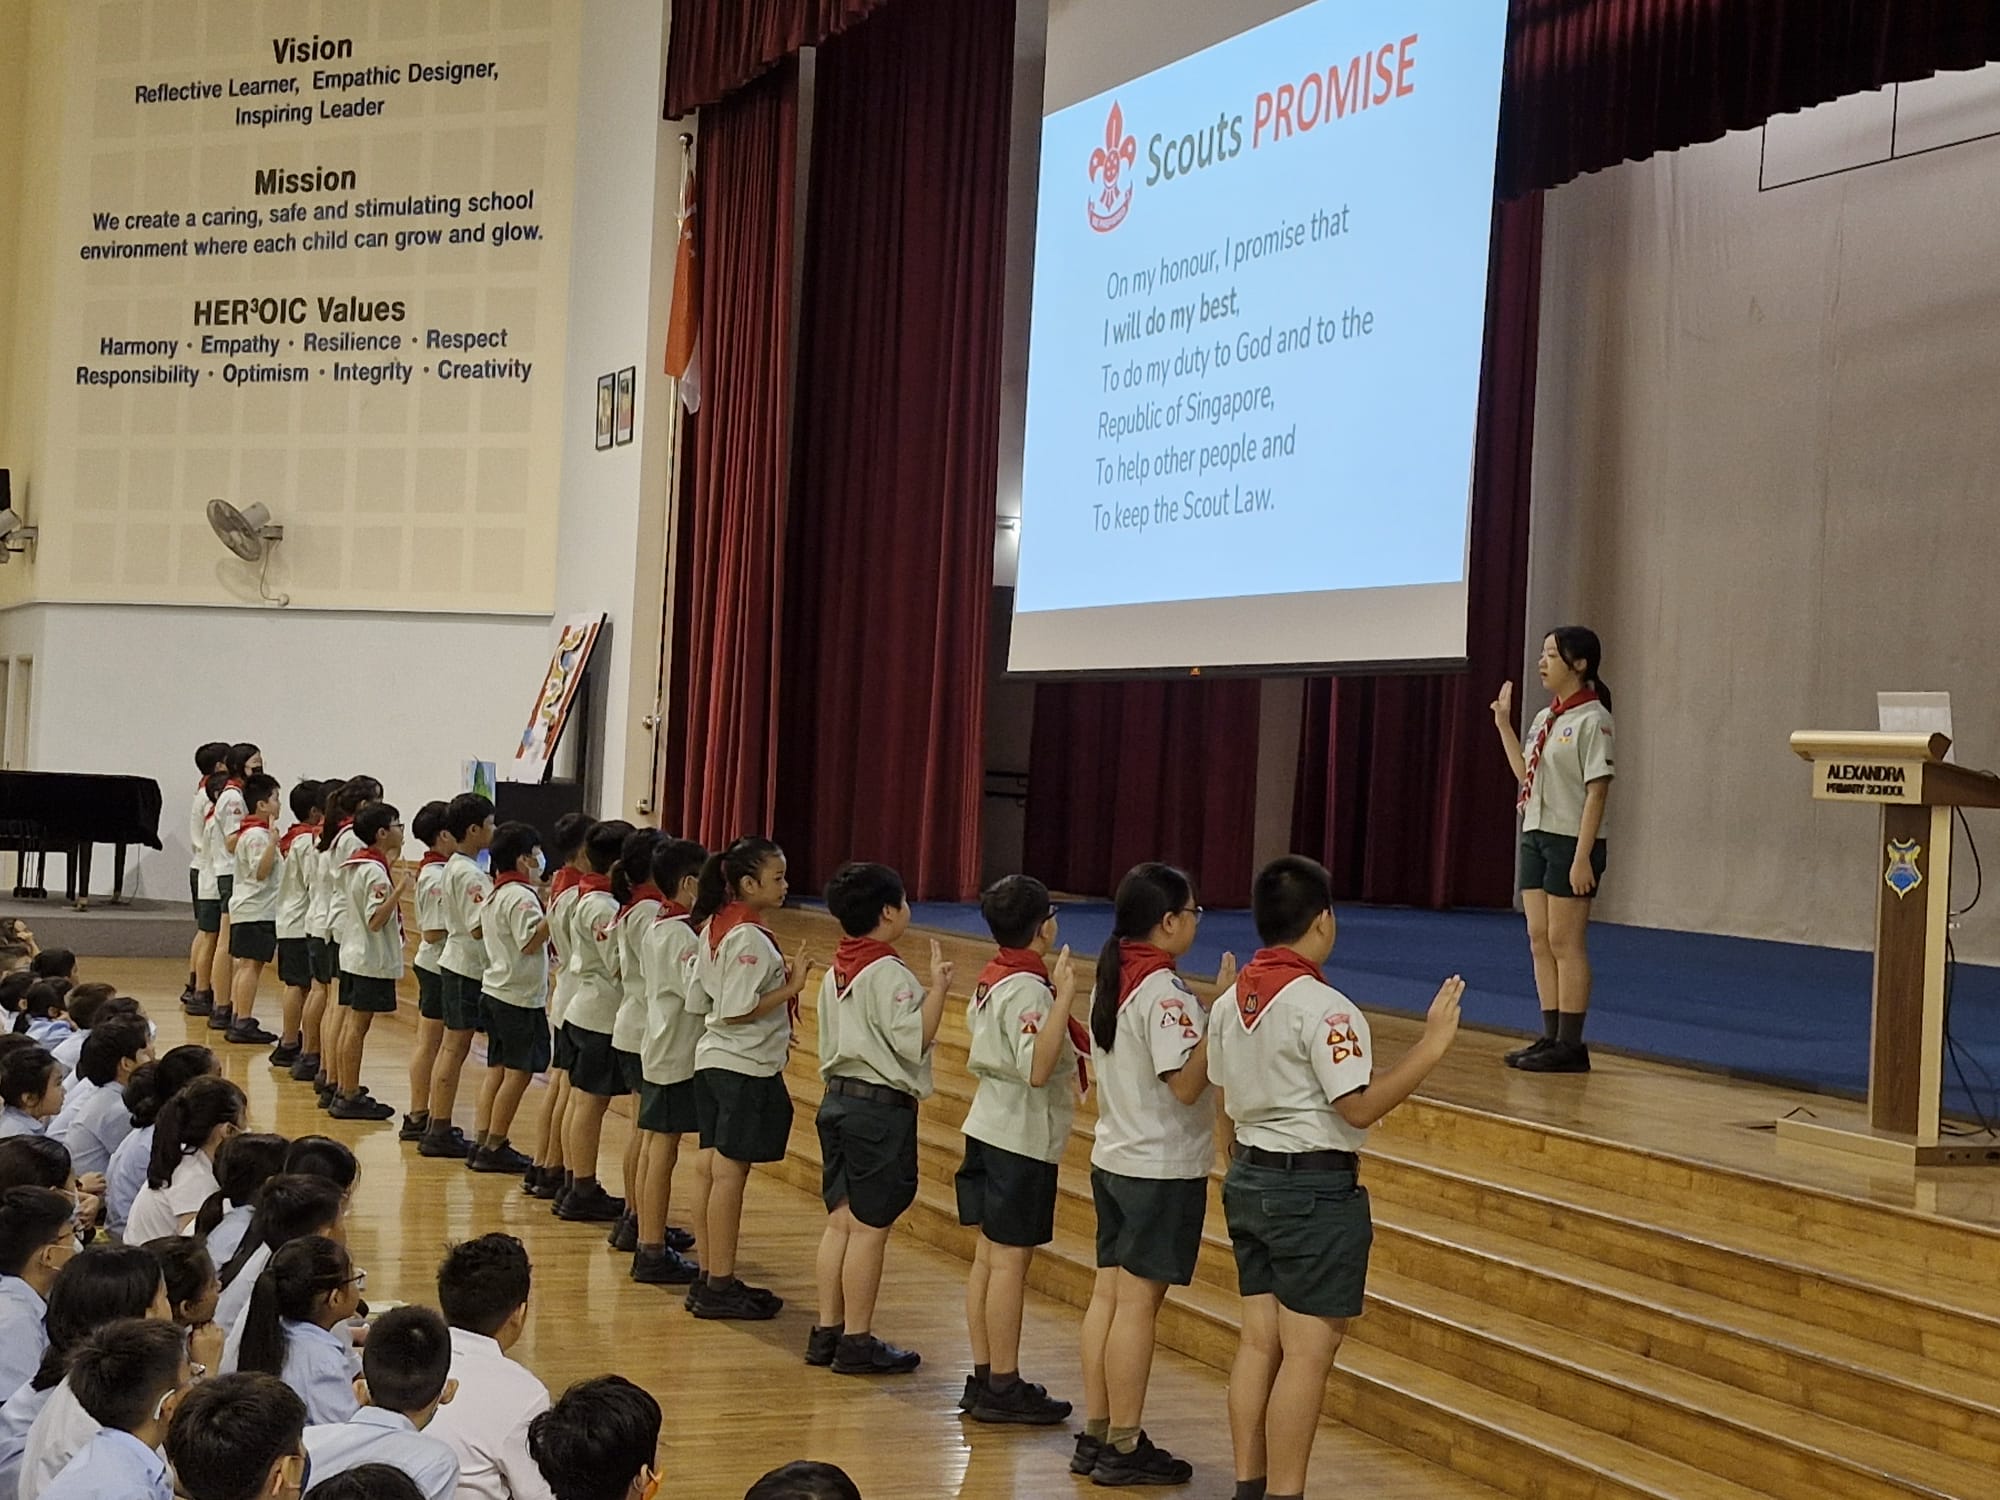 Vision
Reflective Learner, Empathic Designer,
Inspiring Leader
Mission
We create a caring, safe and stimulating school
environment where each child can grow and glow.
HER³OIC Values
Harmony · Empathy · Resilience · Respect
Responsibility · Optimism · Integrity · Creativity
Scouts PROMISE
On my honour, I promise that
I will do my best,
To do my duty to God and to the
Republic of Singapore,
To help other people and
To keep the Scout Law.
ALEXANDRA
PRIMARY SCHOOL